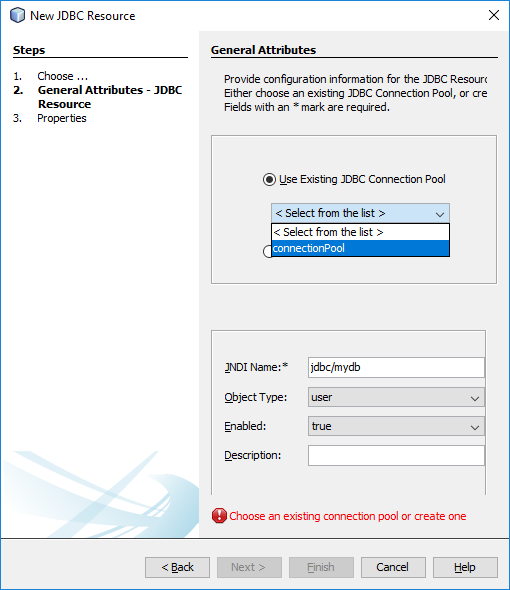 New JDBC Resource
Steps
1. Choose ...
2. General Attributes - JDBC
Resource
3. Properties
General Attributes
Provide configuration information for the JDBC Resourc
Either choose an existing JDBC Connection Pool, or cre
Fields with an * mark are required.
Use Existing JDBC Connection Pool
< Select from the list >
< Select from the list >
connectionPool
JNDI Name:* jdbc/mydb
Object Type: user
Enabled: true
Description:
Choose an existing connection pool or create one
< Back Next > Finish Cancel Help